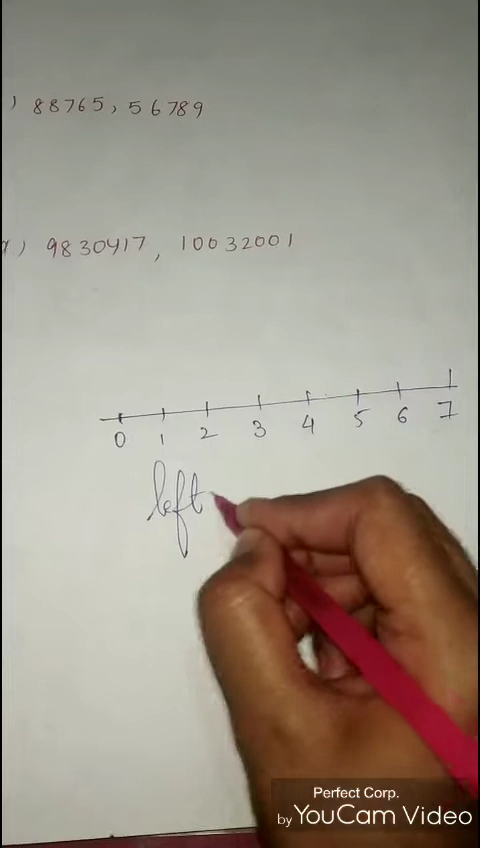 ) 88765, 56789
) 9830417, 10032001
0 1 2 3 4 5 6 7
left
Perfect Corp.
by YouCam Video